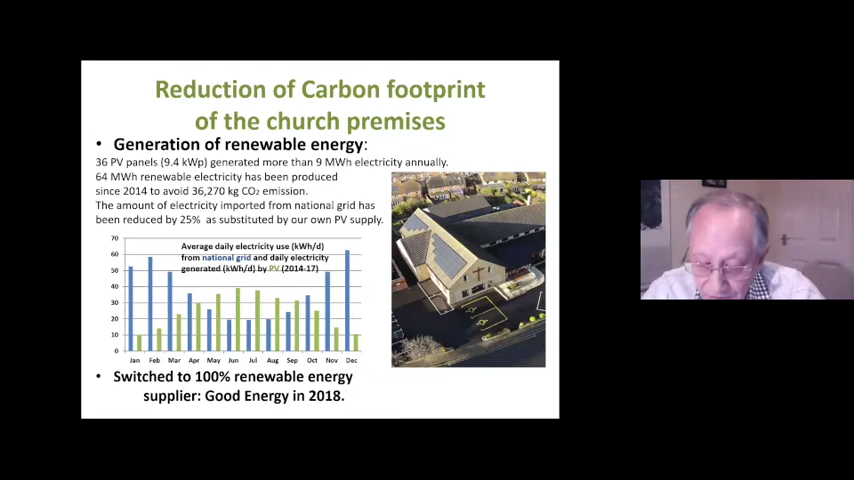 Reduction of Carbon footprint
of the church premises
• Generation of renewable energy:
36 PV panels (9.4 kWp) generated more than 9 MWh electricity annually.
64 MWh renewable electricity has been produced
since 2014 to avoid 36,270 kg CO₂ emission.
The amount of electricity imported from national grid has
been reduced by 25% as substituted by our own PV supply.
Average daily electricity use (kWh/d)
from national grid and daily electricity
generated (kWh/d) by PV (2014-17)
70
60
50
40
30
20
10
0
Jan Feb Mar Apr May Jun Jul Aug Sep Oct Nov Dec
• Switched to 100% renewable energy
supplier: Good Energy in 2018.